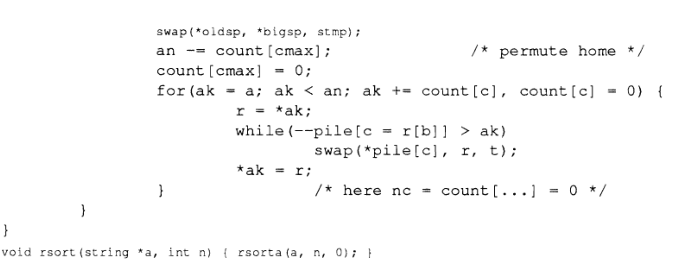 swap(*oldsp, *bigsp, stmp);
an -= count[cmax]; /* permute home */
count[cmax] = 0;
for(ak = a; ak < an; ak += count[c], count[c] = 0) {
r = *ak;
while(--pile[c = r[b]] > ak)
swap(*pile[c], r, t);
*ak = r;
} /* here nc = count[...] = 0 */
}
}
void rsort(string *a, int n) { rsorta(a, n, 0); }